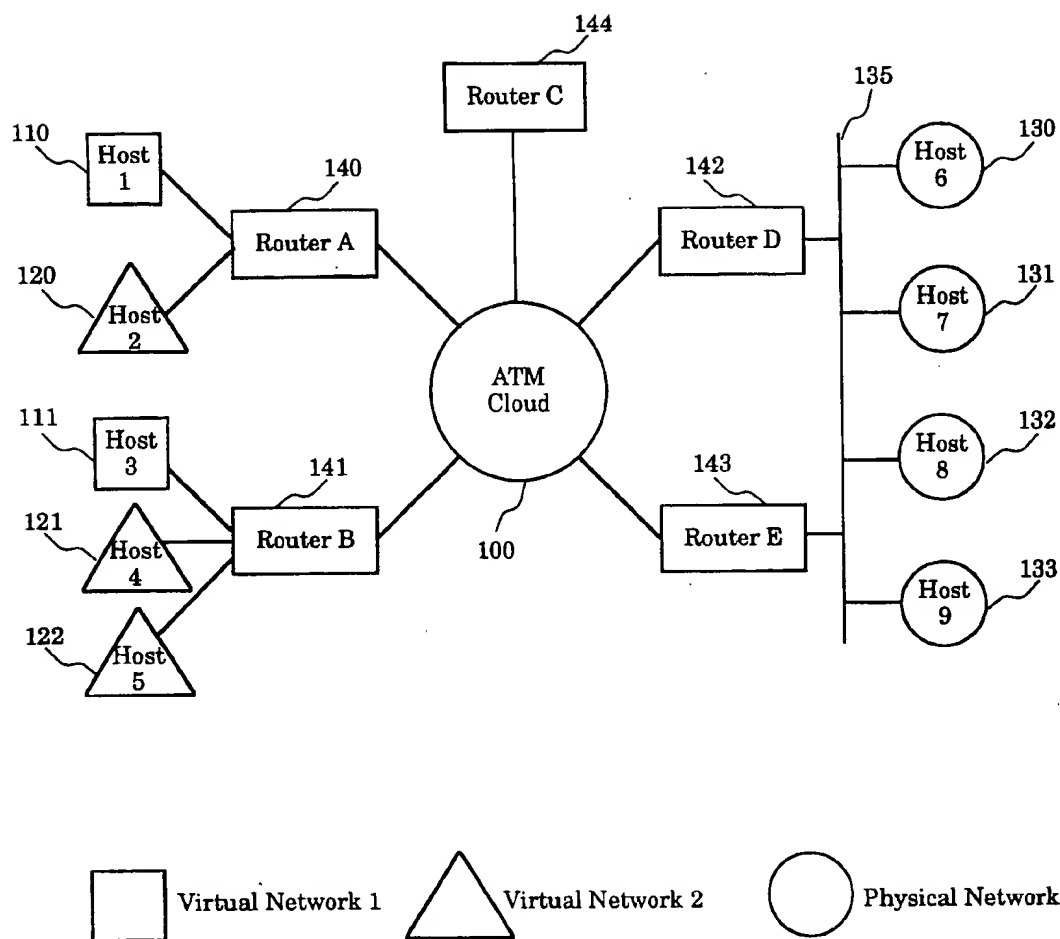 144
Router C
135
110
Host
1
140
Router A
142
Router D
Host
6
130
120
Host
2
Host
7
131
ATM
Cloud
111
Host
3
141
Router B
143
Router E
100
Host
8
132
121
Host
4
Host
9
133
122
Host
5
Virtual Network 1
Virtual Network 2
Physical Network